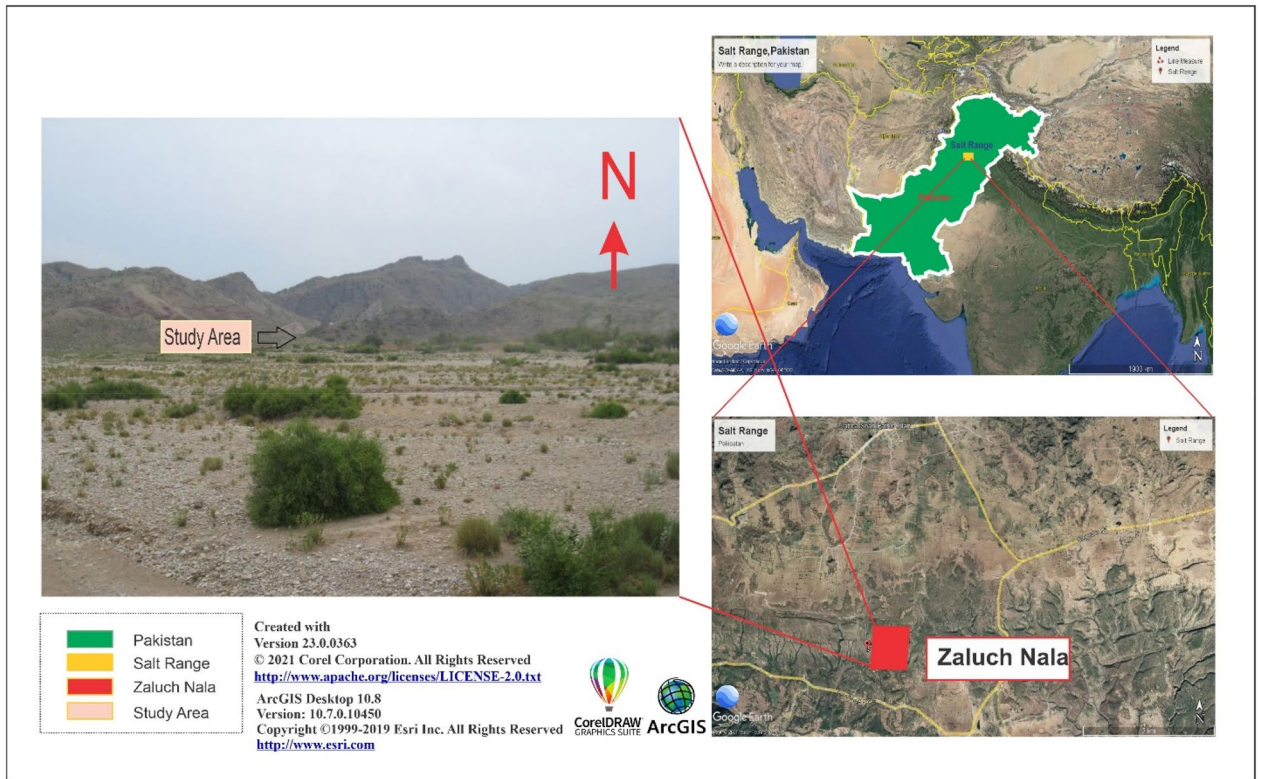 N
Study Area
Salt Range,Pakistan
Write a description for your map.
Legend
Line Measure
Salt Range
Salt Range
Pakistan
Google Earth
1900 km
N
Salt Range
Pakistan
Legend
Salt Range
Zaluch Nala
Google Earth
N
Pakistan
Salt Range
Zaluch Nala
Study Area
Created with
Version 23.0.0363
© 2021 Corel Corporation. All Rights Reserved
http://www.apache.org/licenses/LICENSE-2.0.txt
ArcGIS Desktop 10.8
Version: 10.7.0.10450
Copyright ©1999-2019 Esri Inc. All Rights Reserved
http://www.esri.com
CorelDRAW
GRAPHICS SUITE
ArcGIS